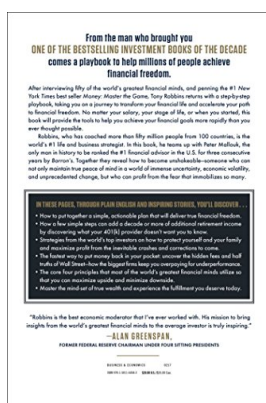 From the man who brought you
ONE OF THE BESTSELLING INVESTMENT BOOKS OF THE DECADE
comes a playbook to help millions of people achieve
financial freedom.
After interviewing fifty of the world's greatest financial minds, and penning the #1 New
York Times best seller Money: Master the Game, Tony Robbins returns with a step-by-step
playbook, taking you on a journey to transform your financial life and accelerate your path
to financial freedom. No matter your salary, your stage of life, or when you started, this
book will provide the tools to help you achieve your financial goals more rapidly than you
ever thought possible.
Robbins, who has coached more than fifty million people from 100 countries, is the
world's #1 life and business strategist. In this book, he teams up with Peter Mallouk, the
only man in history to be ranked the #1 financial advisor in the U.S. for three consecutive
years by Barron's. Together they reveal how to become unshakeable—someone who can
not only maintain true peace of mind in a world of immense uncertainty, economic volatility,
and unprecedented change, but who can profit from the fear that immobilizes so many.
IN THESE PAGES, THROUGH PLAIN ENGLISH AND INSPIRING STORIES, YOU'LL DISCOVER . . .
• How to put together a simple, actionable plan that will deliver true financial freedom.
• How a few simple steps can add a decade or more of additional retirement income
by discovering what your 401(k) provider doesn't want you to know.
• Strategies from the world's top investors on how to protect yourself and your family
and maximize profit from the inevitable crashes and corrections to come.
• The fastest way to put money back in your pocket: uncover the hidden fees and half
truths of Wall Street—how the biggest firms keep you overpaying for underperformance.
• The core four principles that most of the world's greatest financial minds utilize so
that you can maximize upside and minimize downside.
• Master the mind-set of true wealth and experience the fulfillment you deserve today.
"Robbins is the best economic moderator that I've ever worked with. His mission to bring
insights from the world's greatest financial minds to the average investor is truly inspiring."
—ALAN GREENSPAN,
FORMER FEDERAL RESERVE CHAIRMAN UNDER FOUR SITTING PRESIDENTS
BUSINESS & ECONOMICS